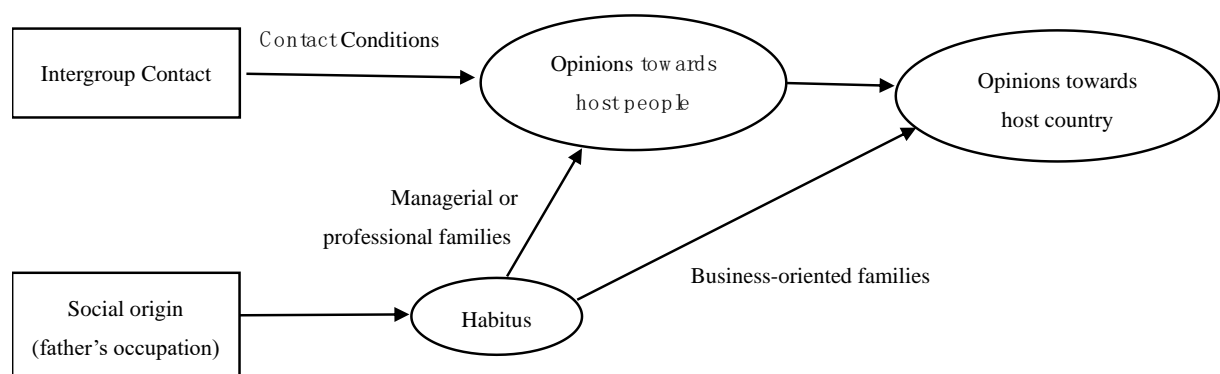 Contact Conditions
Intergroup Contact
Opinions towards
host people
Opinions towards
host country
Managerial or
professional families
Business-oriented families
Social origin
(father’s occupation)
Habitus